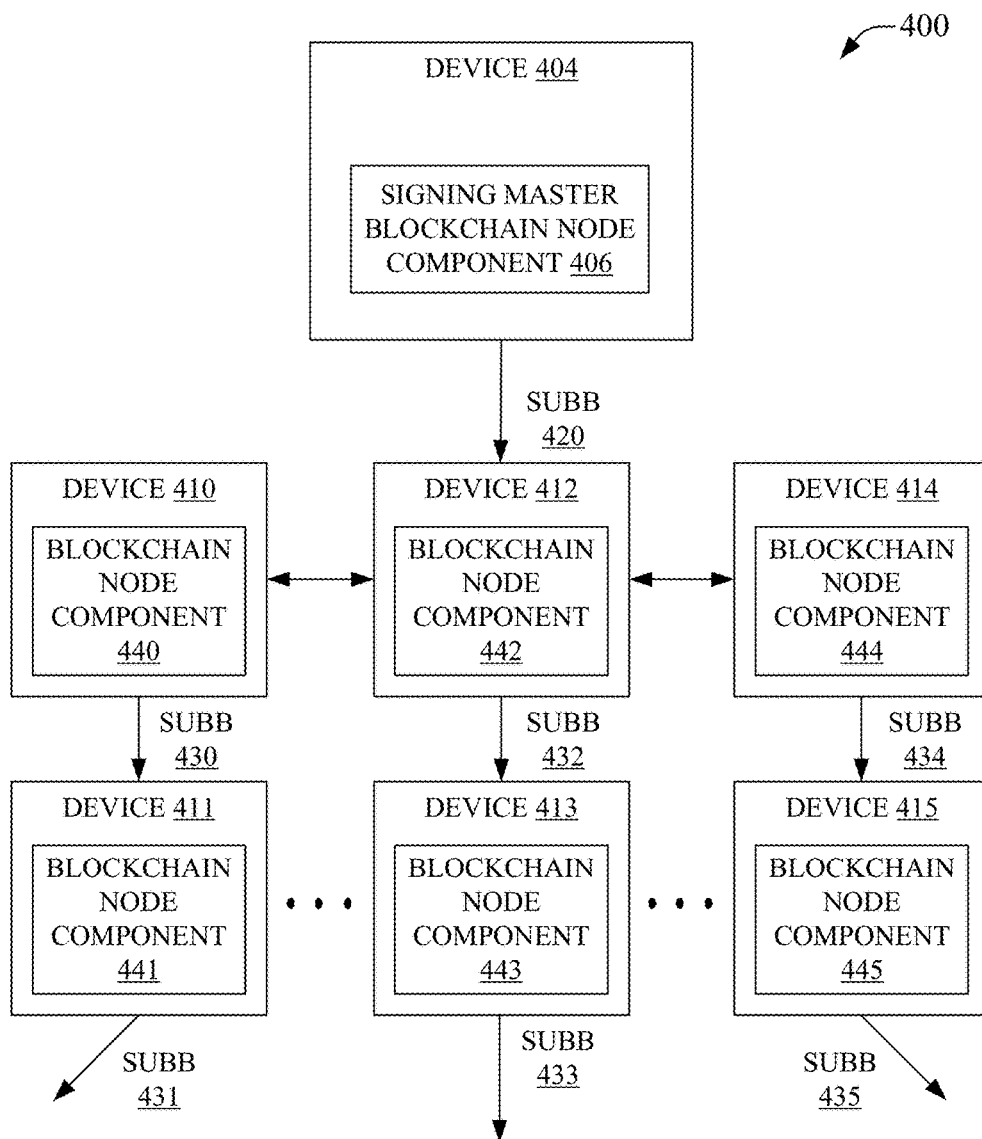 400
DEVICE 404
SIGNING MASTER
BLOCKCHAIN NODE
COMPONENT 406
SUBB
420
DEVICE 410
BLOCKCHAIN
NODE
COMPONENT
440
DEVICE 412
BLOCKCHAIN
NODE
COMPONENT
442
DEVICE 414
BLOCKCHAIN
NODE
COMPONENT
444
SUBB
430
SUBB
432
SUBB
434
DEVICE 411
BLOCKCHAIN
NODE
COMPONENT
441
DEVICE 413
BLOCKCHAIN
NODE
COMPONENT
443
DEVICE 415
BLOCKCHAIN
NODE
COMPONENT
445
SUBB
431
SUBB
433
SUBB
435